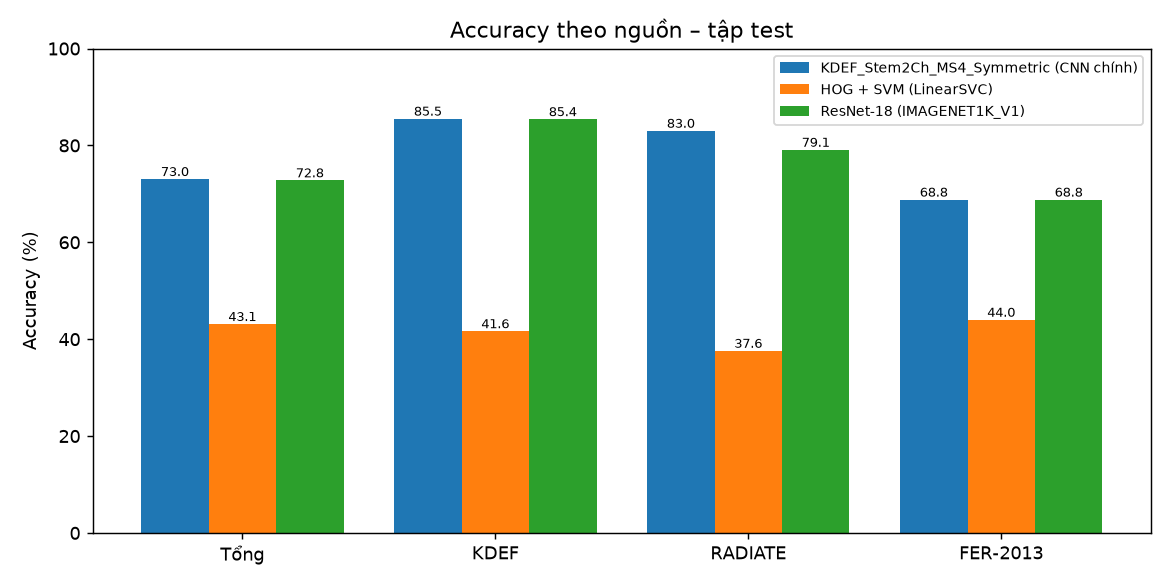 Accuracy theo nguồn – tập test
KDEF_Stem2Ch_MS4_Symmetric (CNN chính)
HOG + SVM (LinearSVC)
ResNet-18 (IMAGENET1K_V1)
Accuracy (%)
100
80
60
40
20
0
73.0
43.1
72.8
85.5
41.6
85.4
83.0
37.6
79.1
68.8
44.0
68.8
Tổng
KDEF
RADIATE
FER-2013